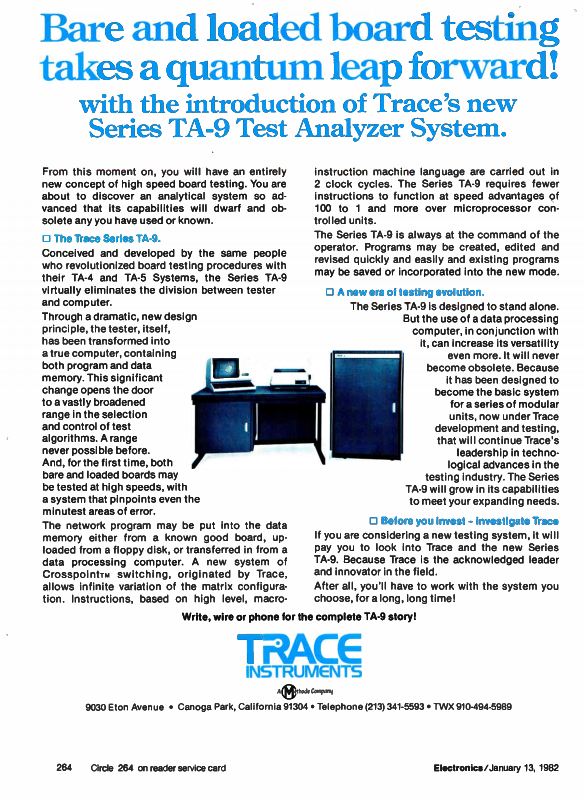 Bare and loaded board testing
takes a quantum leap forward!
with the introduction of Trace's new
Series TA-9 Test Analyzer System.
From this moment on, you will have an entirely
new concept of high speed board testing. You are
about to discover an analytical system so ad-
vanced that its capabilities will dwarf and ob-
solete any you have used or known.
□ The Trace Series TA-9.
Conceived and developed by the same people
who revolutionized board testing procedures with
their TA-4 and TA-5 Systems, the Series TA-9
virtually eliminates the division between tester
and computer.
Through a dramatic, new design
principle, the tester, itself,
has been transformed into
a true computer, containing
both program and data
memory. This significant
change opens the door
to a vastly broadened
range in the selection
and control of test
algorithms. A range
never possible before.
And, for the first time, both
bare and loaded boards may
be tested at high speeds, with
a system that pinpoints even the
minutest areas of error.
The network program may be put into the data
memory either from a known good board, up-
loaded from a floppy disk, or transferred in from a
data processing computer. A new system of
Crosspoint™ switching, originated by Trace,
allows infinite variation of the matrix configura-
tion. Instructions, based on high level, macro-
instruction machine language are carried out in
2 clock cycles. The Series TA-9 requires fewer
instructions to function at speed advantages of
100 to 1 and more over microprocessor con-
trolled units.
The Series TA-9 is always at the command of the
operator. Programs may be created, edited and
revised quickly and easily and existing programs
may be saved or incorporated into the new mode.
□ A new era of testing evolution.
The Series TA-9 is designed to stand alone.
But the use of a data processing
computer, in conjunction with
it, can increase its versatility
even more. It will never
become obsolete. Because
it has been designed to
become the basic system
for a series of modular
units, now under Trace
development and testing,
that will continue Trace's
leadership in techno-
logical advances in the
testing industry. The Series
TA-9 will grow in its capabilities
to meet your expanding needs.
□ Before you invest - investigate Trace
If you are considering a new testing system, it will
pay you to look into Trace and the new Series
TA-9. Because Trace is the acknowledged leader
and innovator in the field.
After all, you'll have to work with the system you
choose, for a long, long time!
Write, wire or phone for the complete TA-9 story!
TRACE
INSTRUMENTS
A Methode Company
9030 Eton Avenue • Canoga Park, California 91304 • Telephone (213) 341-5593 • TWX 910-494-5989
264 Circle 264 on reader service card
Electronics/January 13, 1982